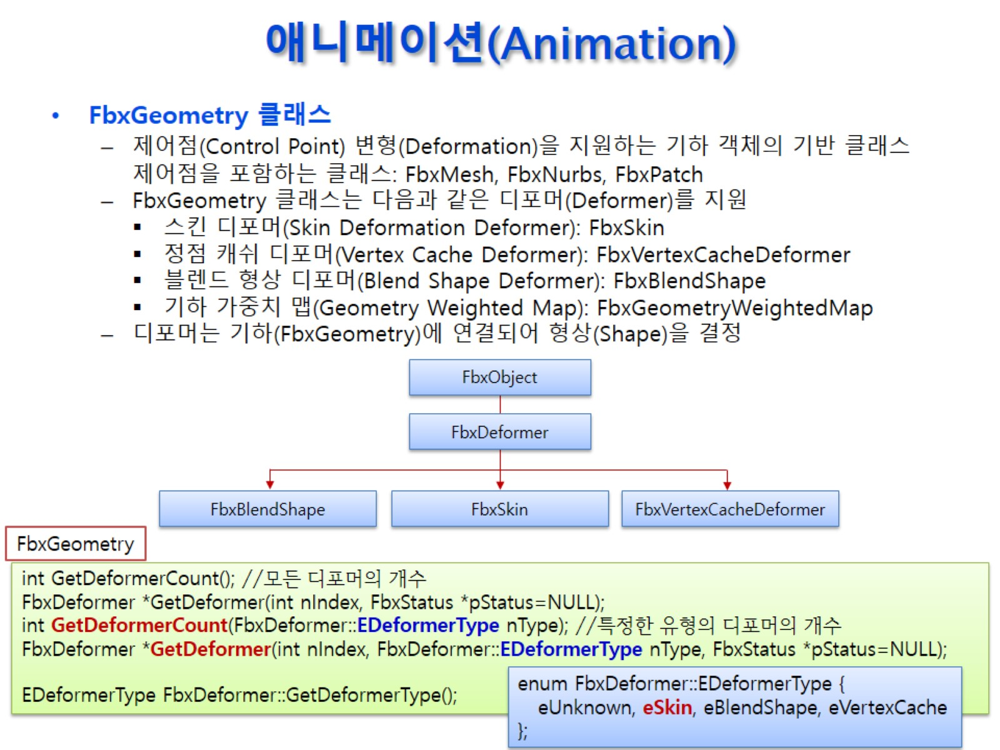 애니메이션(Animation)
• FbxGeometry 클래스
– 제어점(Control Point) 변형(Deformation)을 지원하는 기하 객체의 기반 클래스
제어점을 포함하는 클래스: FbxMesh, FbxNurbs, FbxPatch
– FbxGeometry 클래스는 다음과 같은 디포머(Deformer)를 지원
▪ 스킨 디포머(Skin Deformation Deformer): FbxSkin
▪ 정점 캐쉬 디포머(Vertex Cache Deformer): FbxVertexCacheDeformer
▪ 블렌드 형상 디포머(Blend Shape Deformer): FbxBlendShape
▪ 기하 가중치 맵(Geometry Weighted Map): FbxGeometryWeightedMap
– 디포머는 기하(FbxGeometry)에 연결되어 형상(Shape)을 결정
FbxObject
FbxDeformer
FbxBlendShape
FbxSkin
FbxVertexCacheDeformer
FbxGeometry
int GetDeformerCount(); //모든 디포머의 개수
FbxDeformer *GetDeformer(int nIndex, FbxStatus *pStatus=NULL);
int GetDeformerCount(FbxDeformer::EDeformerType nType); //특정한 유형의 디포머의 개수
FbxDeformer *GetDeformer(int nIndex, FbxDeformer::EDeformerType nType, FbxStatus *pStatus=NULL);
EDeformerType FbxDeformer::GetDeformerType();
enum FbxDeformer::EDeformerType {
eUnknown, eSkin, eBlendShape, eVertexCache
};